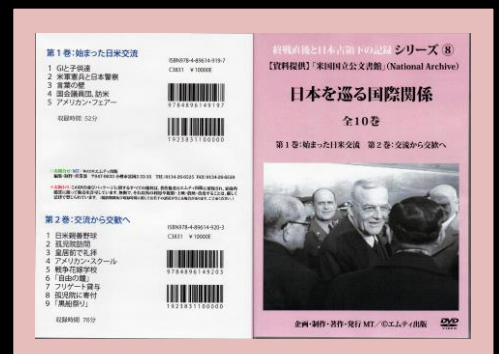 第1巻:始まった日米交流
1 GIと子供達
2 米軍憲兵と日本警察
3 言葉の壁
4 国会議員団、訪米
5 アメリカン・フェアー
収録時間 52分
ISBN978-4-89614-919-7
C3831 ￥10000E
9784896149197
1923831100000
第2巻:交流から交歓へ
1 日米親善野球
2 孤児院訪問
3 皇居前で礼拝
4 アメリカン・スクール
5 戦争花嫁学校
6 「自由の鐘」
7 フリゲート貸与
8 孤児院に寄付
9 「黒船祭り」
収録時間 78分
ISBN978-4-89614-920-3
C3831 ￥10000E
9784896149203
1923831100000
終戦直後と日本占領下の記録 シリーズ⑧
【資料提供】「米国国立公文書館」(National Archive)
日本を巡る国際関係
全10巻
第1巻:始まった日米交流 第2巻:交流から交歓へ
企画・制作・著作・発行 MT/©エムティ出版
DVD
VIDEO